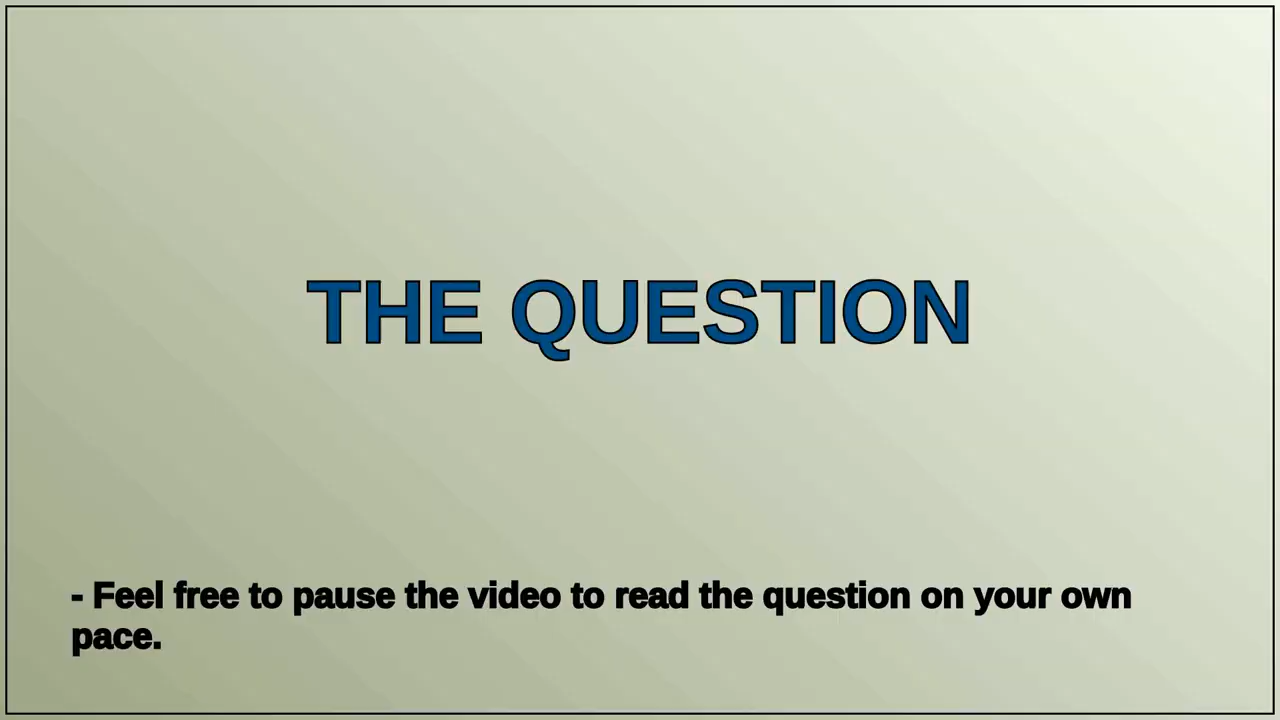 THE QUESTION
- Feel free to pause the video to read the question on your own
pace.